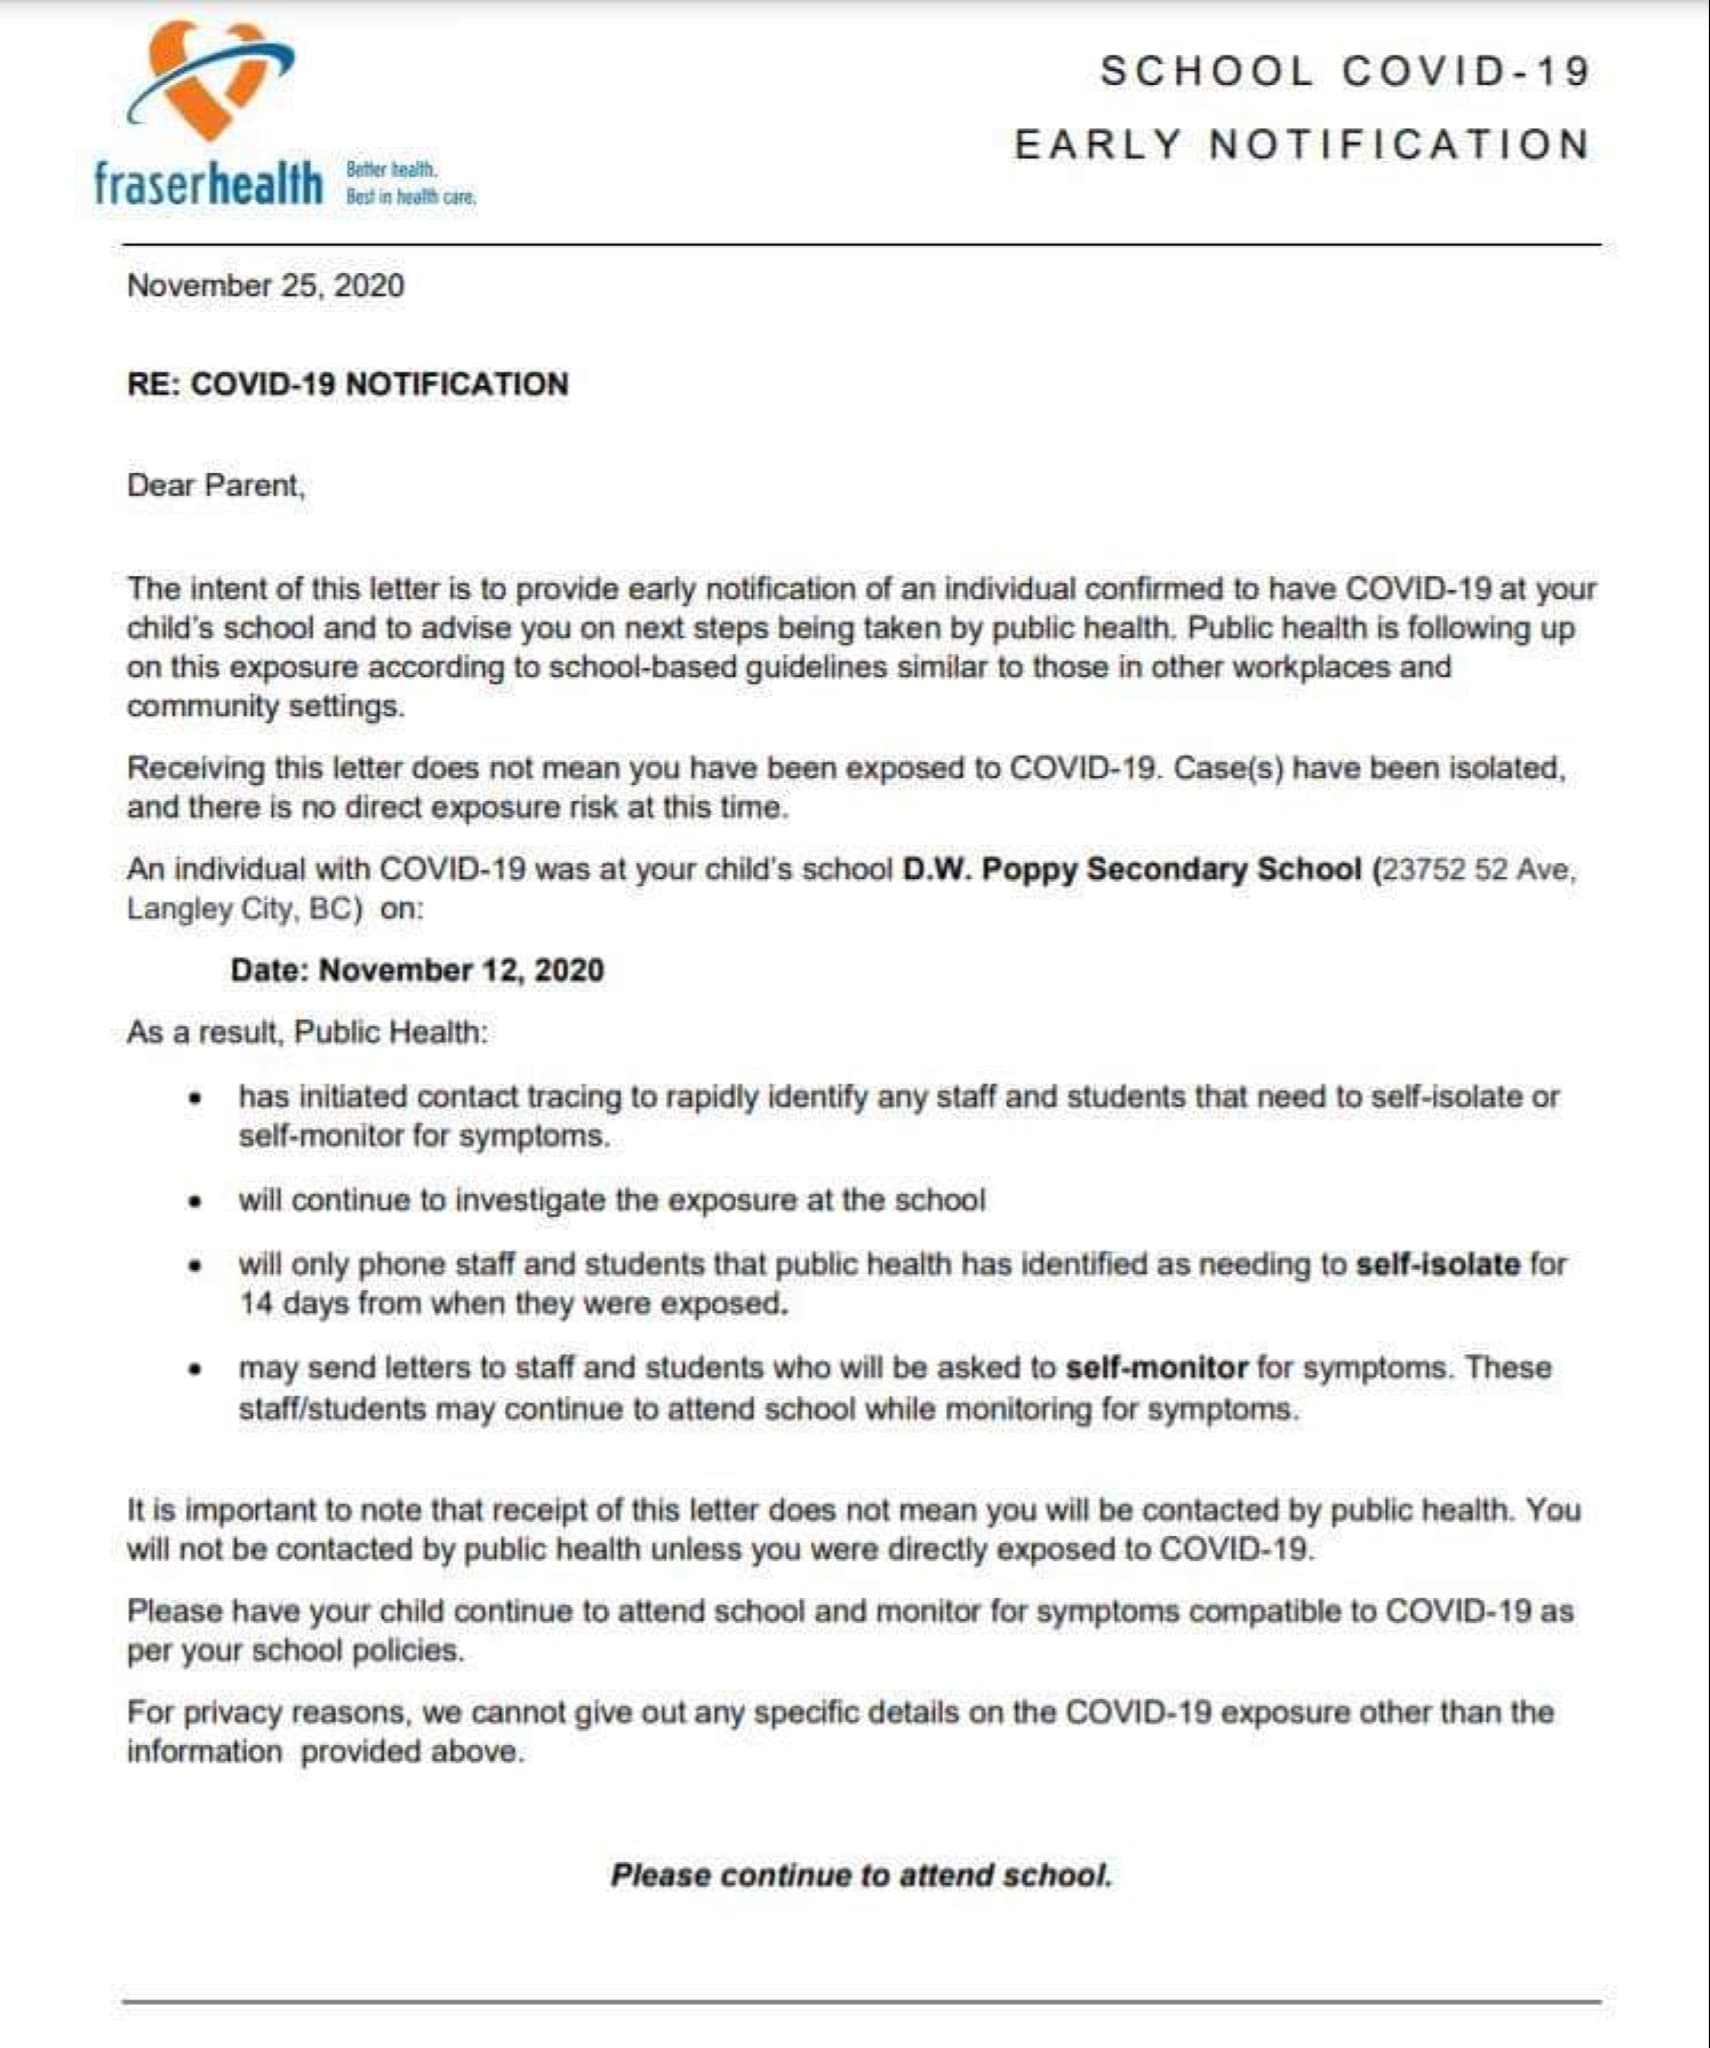 SCHOOL COVID-19
EARLY NOTIFICATION
fraserhealth
Better health.
Best in health care.
November 25, 2020
RE: COVID-19 NOTIFICATION
Dear Parent,
The intent of this letter is to provide early notification of an individual confirmed to have COVID-19 at your
child's school and to advise you on next steps being taken by public health. Public health is following up
on this exposure according to school-based guidelines similar to those in other workplaces and
community settings.
Receiving this letter does not mean you have been exposed to COVID-19. Case(s) have been isolated,
and there is no direct exposure risk at this time.
An individual with COVID-19 was at your child's school D.W. Poppy Secondary School (23752 52 Ave,
Langley City, BC) on:
Date: November 12, 2020
As a result, Public Health:
• has initiated contact tracing to rapidly identify any staff and students that need to self-isolate or
self-monitor for symptoms.
• will continue to investigate the exposure at the school
• will only phone staff and students that public health has identified as needing to self-isolate for
14 days from when they were exposed.
• may send letters to staff and students who will be asked to self-monitor for symptoms. These
staff/students may continue to attend school while monitoring for symptoms.
It is important to note that receipt of this letter does not mean you will be contacted by public health. You
will not be contacted by public health unless you were directly exposed to COVID-19.
Please have your child continue to attend school and monitor for symptoms compatible to COVID-19 as
per your school policies.
For privacy reasons, we cannot give out any specific details on the COVID-19 exposure other than the
information provided above.
Please continue to attend school.